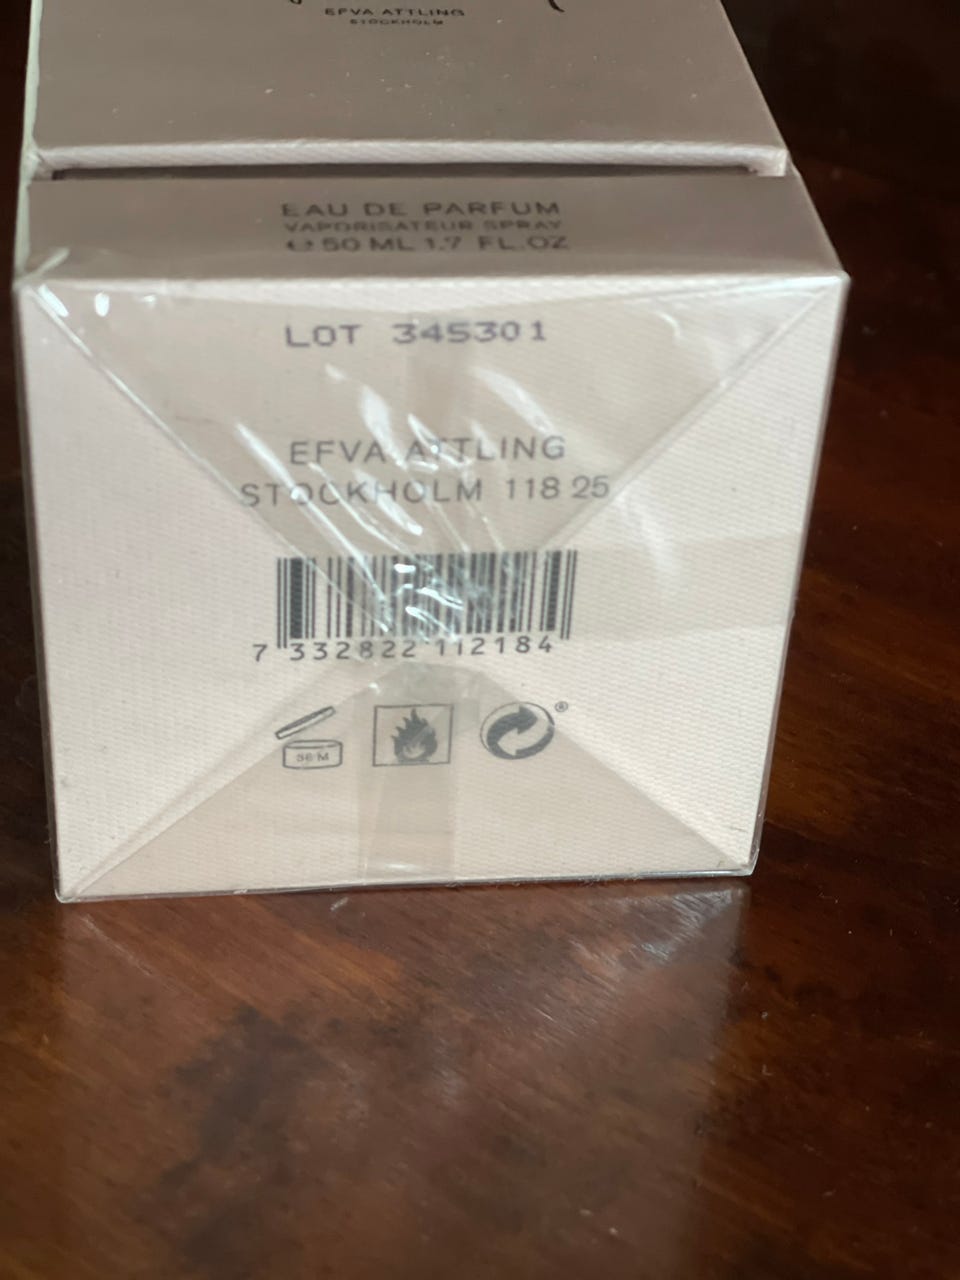 EFVA ATTLING
STOCKHOLM
EAU DE PARFUM
VAPORISATEUR SPRAY
℮ 50 ML 1.7 FL.OZ
LOT 345301
EFVA ATTLING
STOCKHOLM 118 25
7 332822 112184
36 M
®